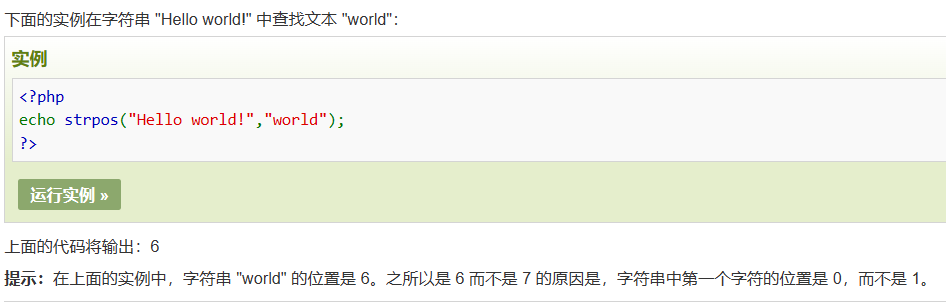 下面的实例在字符串 "Hello world!" 中查找文本 "world"：
实例
<?php
echo strpos("Hello world!","world");
?>
运行实例 »
上面的代码将输出：6
提示：在上面的实例中，字符串 "world" 的位置是 6。之所以是 6 而不是 7 的原因是，字符串中第一个字符的位置是 0，而不是 1。